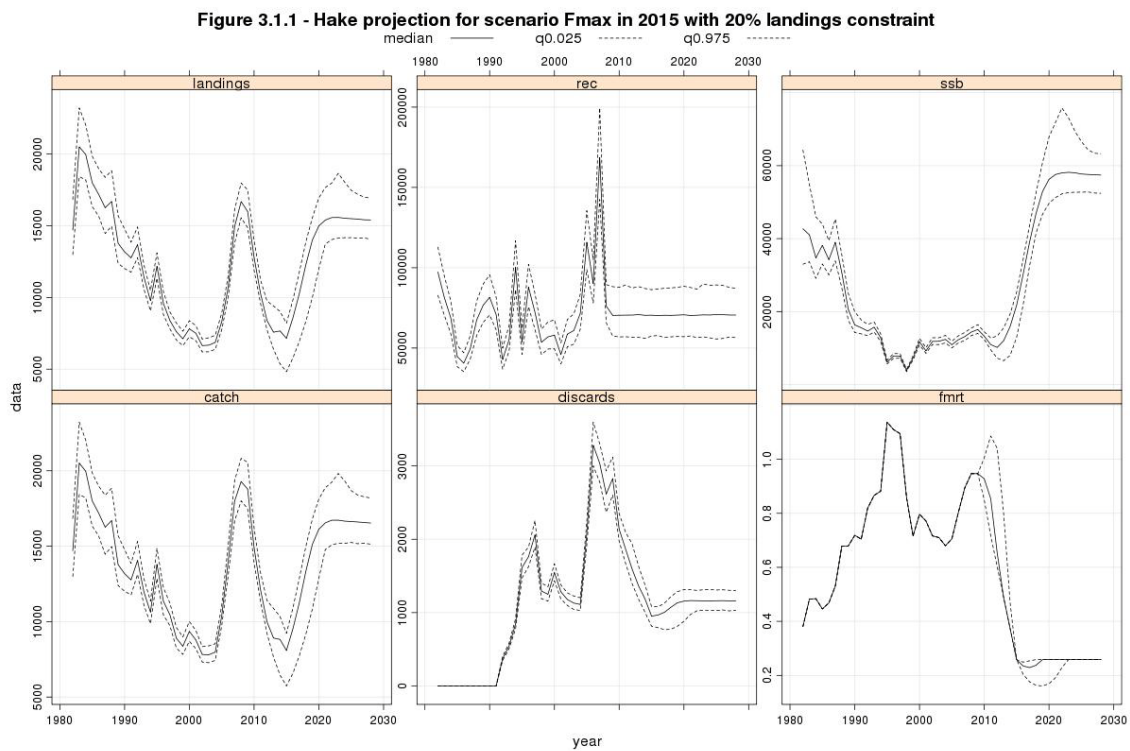 Figure 3.1.1 - Hake projection for scenario Fmax in 2015 with 20% landings constraint
median q0.025 q0.975
1980 1990 2000 2010 2020 2030
landings rec ssb
5000 10000 15000 20000
50000 100000 150000 200000
20000 40000 60000
data
catch discards fmrt
5000 10000 15000 20000
0 1000 2000 3000
0.2 0.4 0.6 0.8 1.0
1980 1990 2000 2010 2020 2030
1980 1990 2000 2010 2020 2030
year